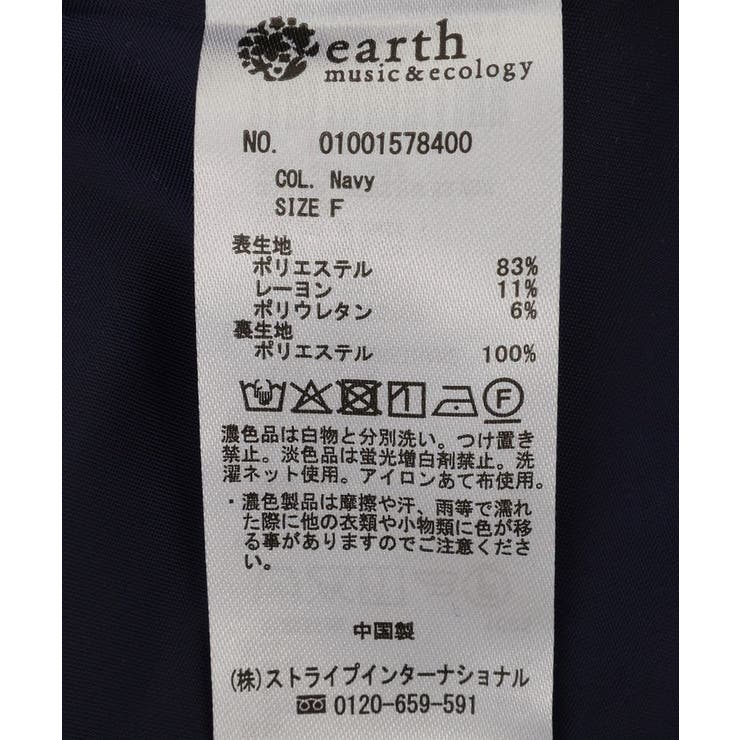 earth
music&ecology
NO. 01001578400
COL. Navy
SIZE F
表生地
ポリエステル 83%
レーヨン 11%
ポリウレタン 6%
裏生地
ポリエステル 100%
F
濃色品は白物と分別洗い。つけ置き
禁止。淡色品は蛍光増白剤禁止。洗
濯ネット使用。アイロンあて布使用。
・濃色製品は摩擦や汗、雨等で濡れ
た際に他の衣類や小物類に色が移
る事がありますのでご注意くださ
い。
中国製
(株)ストライプインターナショナル
0120-659-591